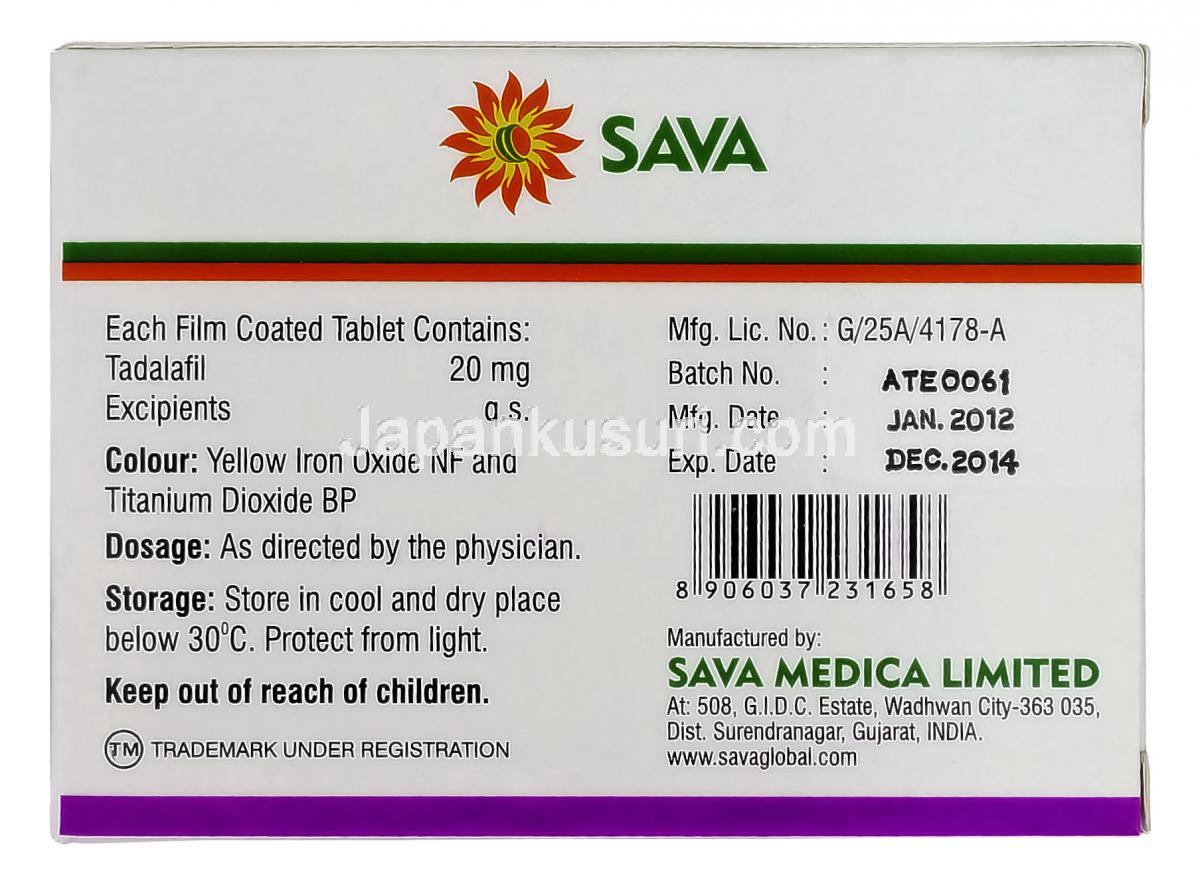 SAVA
Each Film Coated Tablet Contains:
Tadalafil 20 mg
Excipients q.s.
Colour: Yellow Iron Oxide NF and
Titanium Dioxide BP
Dosage: As directed by the physician.
Storage: Store in cool and dry place
below 30⁰C. Protect from light.
Keep out of reach of children.
TM TRADEMARK UNDER REGISTRATION
Mfg. Lic. No. : G/25A/4178-A
Batch No. : ATE0061
Mfg. Date : JAN. 2012
Exp. Date : DEC. 2014
8 906037 231658
Manufactured by:
SAVA MEDICA LIMITED
At: 508, G.I.D.C. Estate, Wadhwan City-363 035,
Dist. Surendranagar, Gujarat, INDIA.
www.savaglobal.com
Japankusuri.com